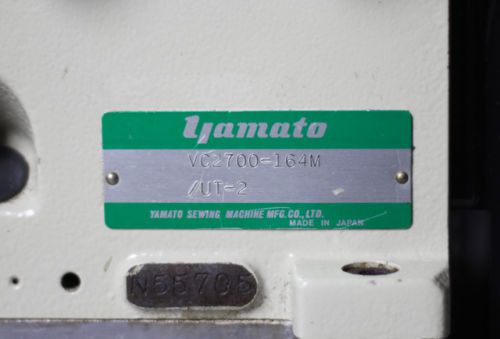 Yamato
VC2700-164M
/UT-2
YAMATO SEWING MACHINE MFG.CO.,LTD.
MADE IN JAPAN
N55705